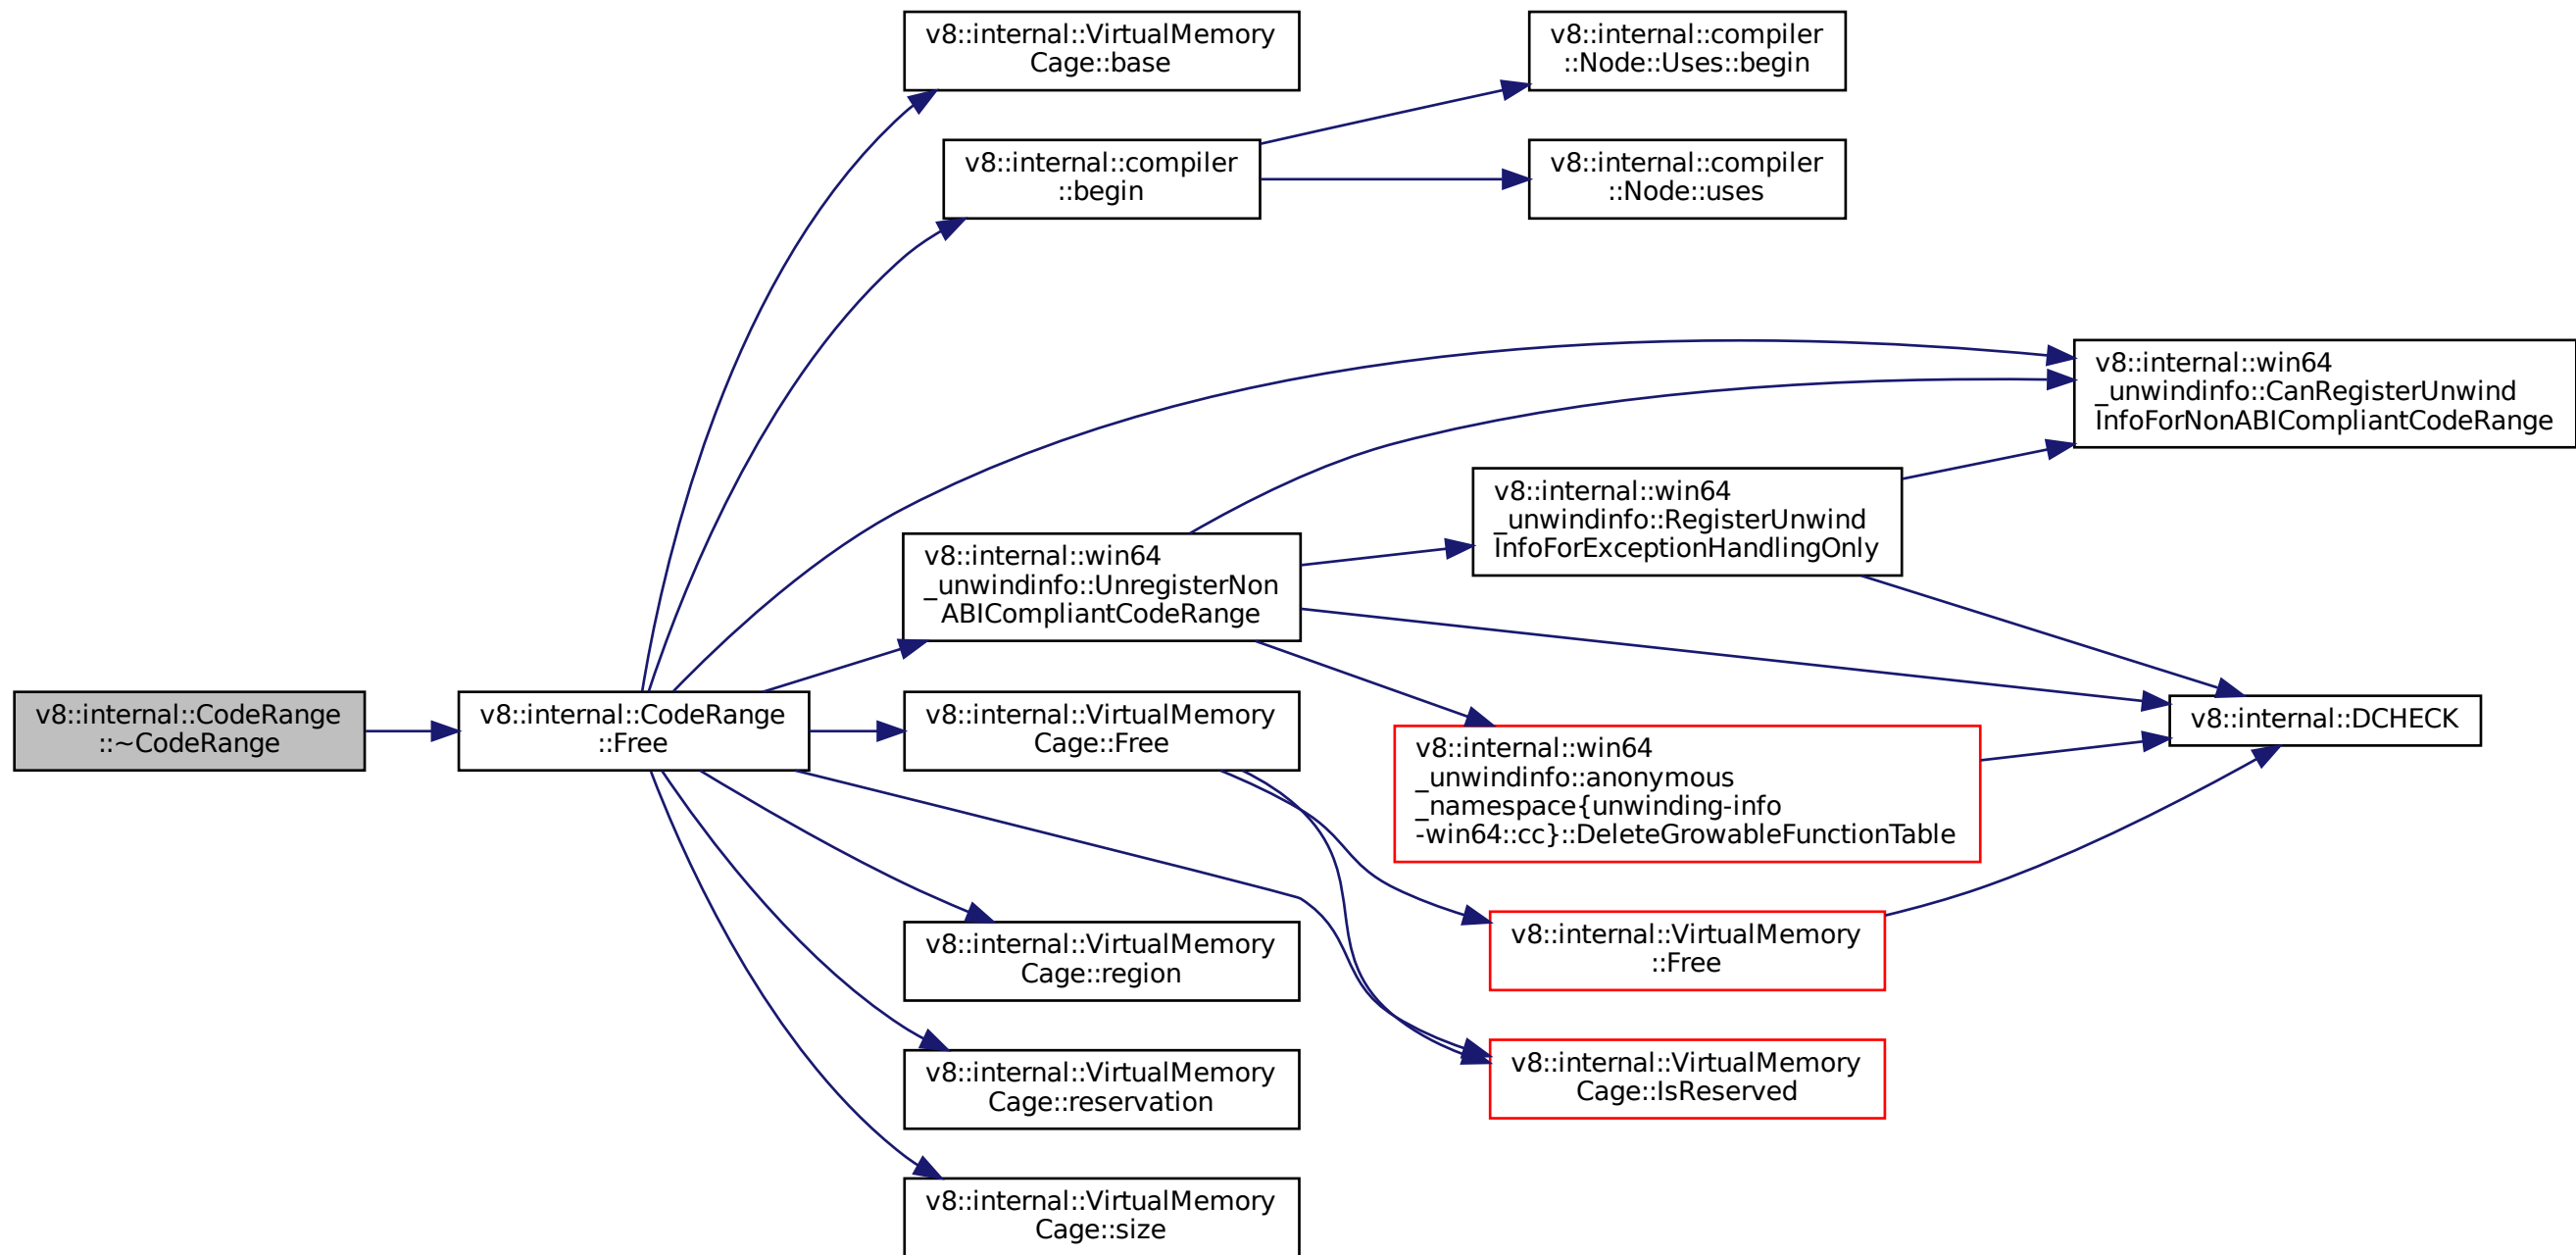 v8::internal::VirtualMemory
Cage::base
v8::internal::compiler
::Node::Uses::begin
v8::internal::compiler
::begin
v8::internal::compiler
::Node::uses
v8::internal::win64
_unwindinfo::CanRegisterUnwind
InfoForNonABICompliantCodeRange
v8::internal::win64
_unwindinfo::RegisterUnwind
InfoForExceptionHandlingOnly
v8::internal::win64
_unwindinfo::UnregisterNon
ABICompliantCodeRange
v8::internal::CodeRange
::~CodeRange
v8::internal::CodeRange
::Free
v8::internal::VirtualMemory
Cage::Free
v8::internal::DCHECK
v8::internal::win64
_unwindinfo::anonymous
_namespace{unwinding-info
-win64::cc}::DeleteGrowableFunctionTable
v8::internal::VirtualMemory
Cage::region
v8::internal::VirtualMemory
::Free
v8::internal::VirtualMemory
Cage::reservation
v8::internal::VirtualMemory
Cage::IsReserved
v8::internal::VirtualMemory
Cage::size